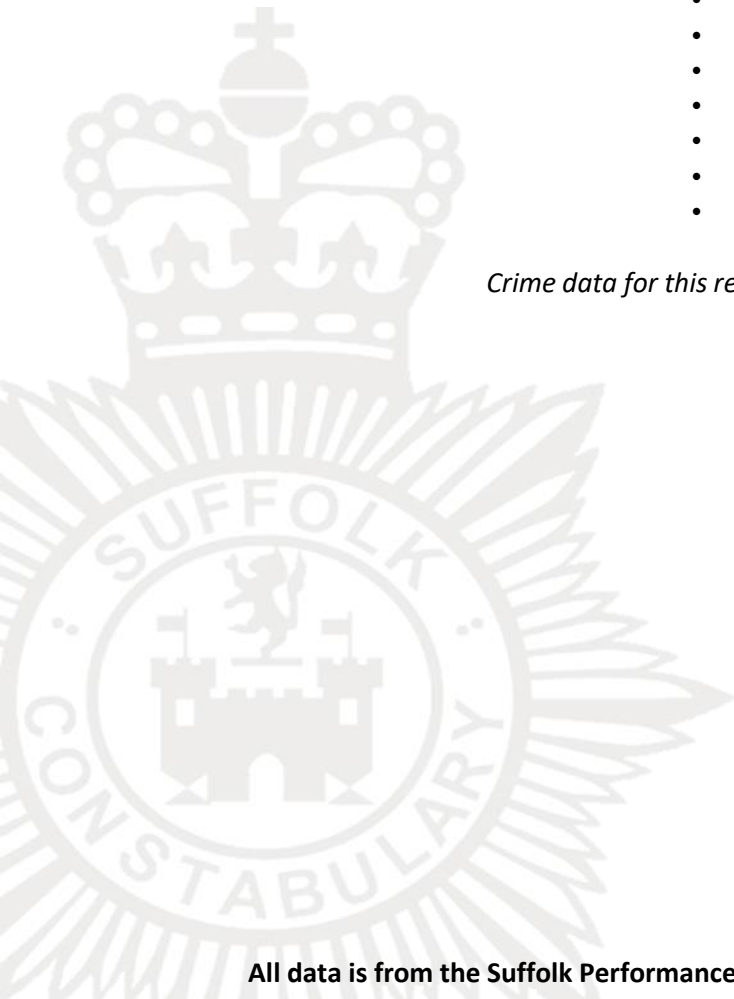 •
•
•
•
•
•
•
Crime data for this re
SUFFOLK
CONSTABULARY
All data is from the Suffolk Performance